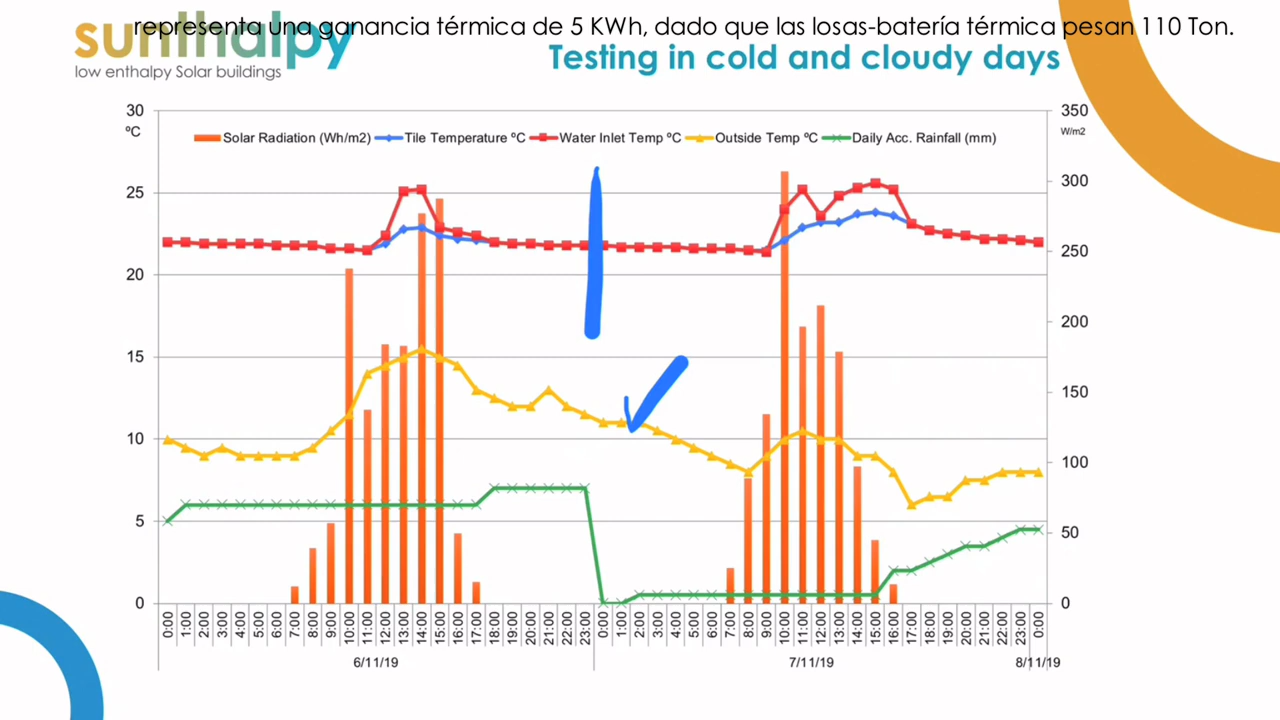 representa una ganancia térmica de 5 KWh, dado que las losas-batería térmica pesan 110 Ton.
sunthalpy
low enthalpy Solar buildings
Testing in cold and cloudy days
30 350
ºC W/m2
Solar Radiation (Wh/m2) Tile Temperature ºC Water Inlet Temp ºC Outside Temp ºC Daily Acc. Rainfall (mm)
300
25
250
20
200
15
150
10
100
5
50
0 0
0:00 1:00 2:00 3:00 4:00 5:00 6:00 7:00 8:00 9:00 10:00 11:00 12:00 13:00 14:00 15:00 16:00 17:00 18:00 19:00 20:00 21:00 22:00 23:00 0:00 1:00 2:00 3:00 4:00 5:00 6:00 7:00 8:00 9:00 10:00 11:00 12:00 13:00 14:00 15:00 16:00 17:00 18:00 19:00 20:00 21:00 22:00 23:00 0:00
6/11/19 7/11/19 8/11/19